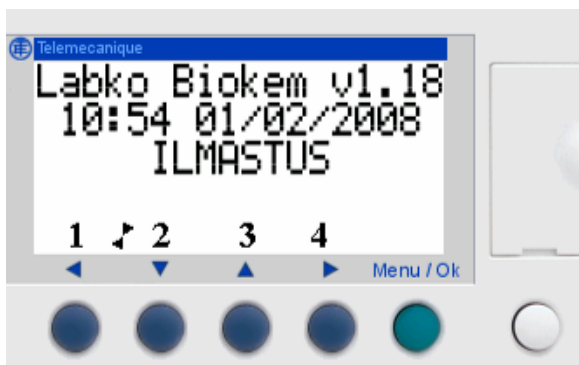 Telemecanique
Labko Biokem v1.18
10:54 01/02/2008
ILMASTUS
1 2 3 4
Menu / Ok